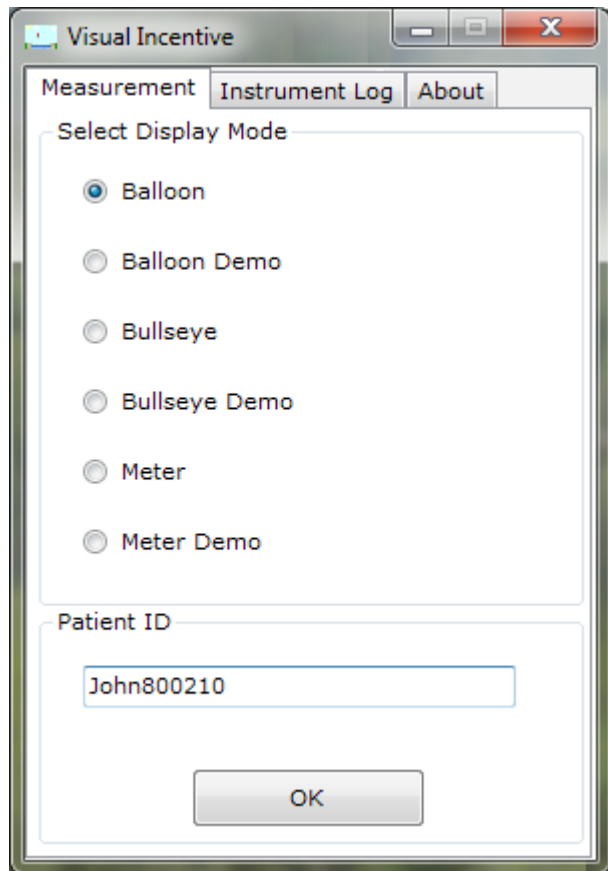 Visual Incentive
Measurement Instrument Log About
Select Display Mode
Balloon
Balloon Demo
Bullseye
Bullseye Demo
Meter
Meter Demo
Patient ID
John800210
OK